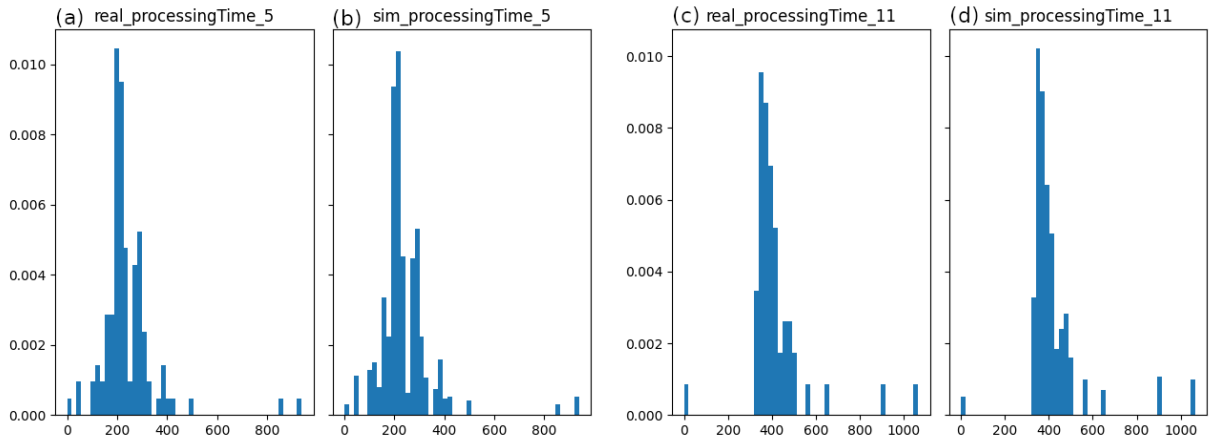 (a) real_processingTime_5
(b) sim_processingTime_5
(c) real_processingTime_11
(d) sim_processingTime_11
0.010
0.008
0.006
0.004
0.002
0.000
0 200 400 600 800
0 200 400 600 800
0.010
0.008
0.006
0.004
0.002
0.000
0 200 400 600 800 1000
0 200 400 600 800 1000